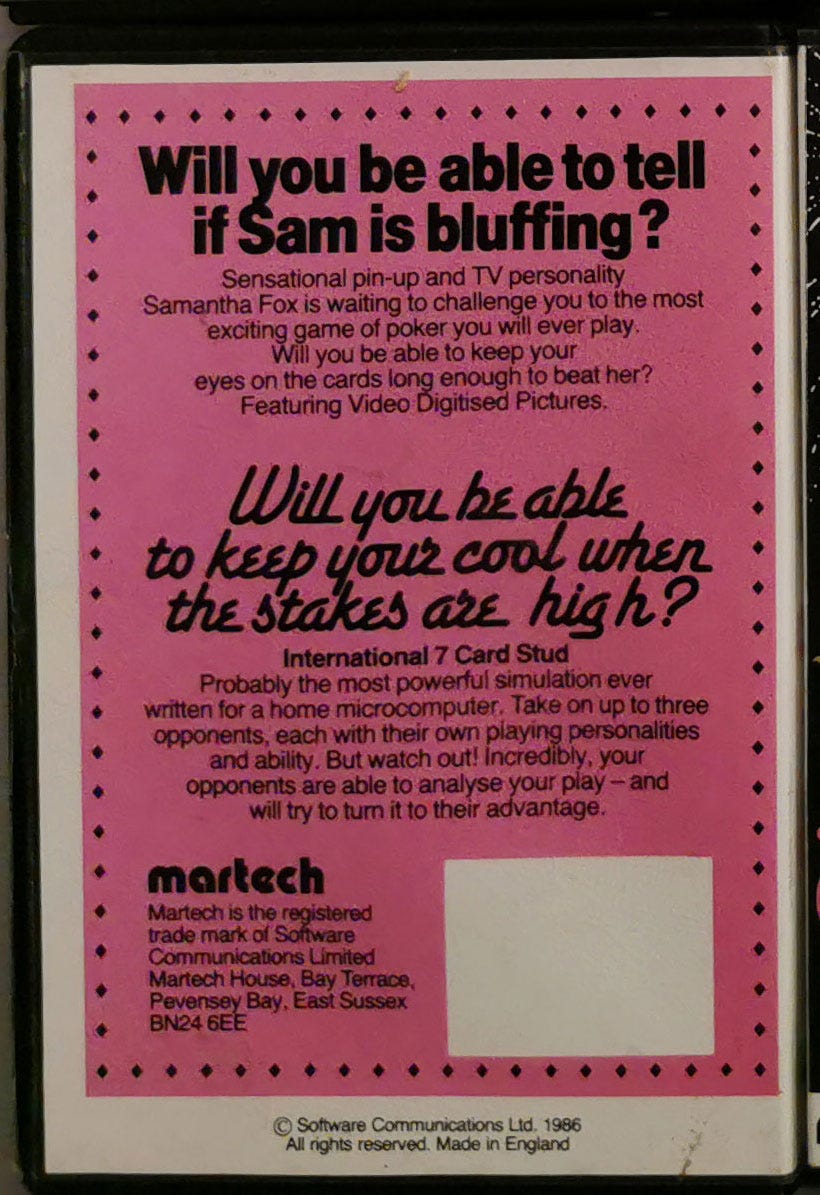 Will you be able to tell
if Sam is bluffing?
Sensational pin-up and TV personality
Samantha Fox is waiting to challenge you to the most
exciting game of poker you will ever play.
Will you be able to keep your
eyes on the cards long enough to beat her?
Featuring Video Digitised Pictures.
Will you be able
to keep your cool when
the stakes are high?
International 7 Card Stud
Probably the most powerful simulation ever
written for a home microcomputer. Take on up to three
opponents, each with their own playing personalities
and ability. But watch out! Incredibly, your
opponents are able to analyse your play – and
will try to turn it to their advantage.
martech
Martech is the registered
trade mark of Software
Communications Limited
Martech House, Bay Terrace,
Pevensey Bay, East Sussex
BN24 6EE
© Software Communications Ltd. 1986
All rights reserved. Made in England